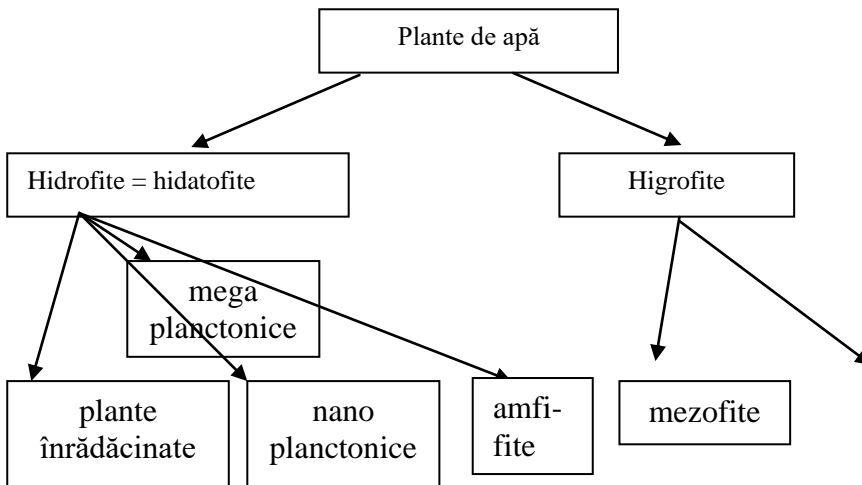 Plante de apă
Hidrofite = hidatofite
Higrofite
mega
planctonice
plante
înrădăcinate
nano
planctonice
amfi-
fite
mezofite